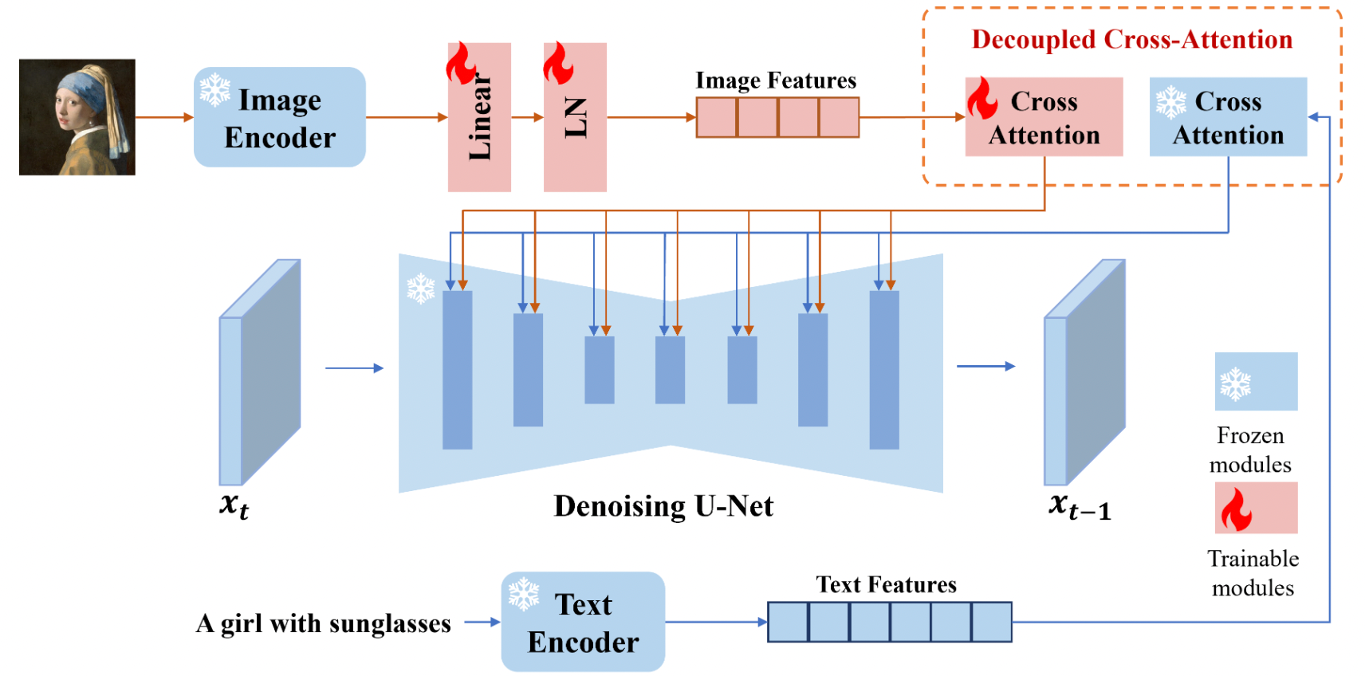 Decoupled Cross-Attention
Image
Encoder
Linear
LN
Image Features
Cross
Attention
Cross
Attention
x_t
Denoising U-Net
x_{t-1}
Frozen
modules
Trainable
modules
A girl with sunglasses
Text
Encoder
Text Features